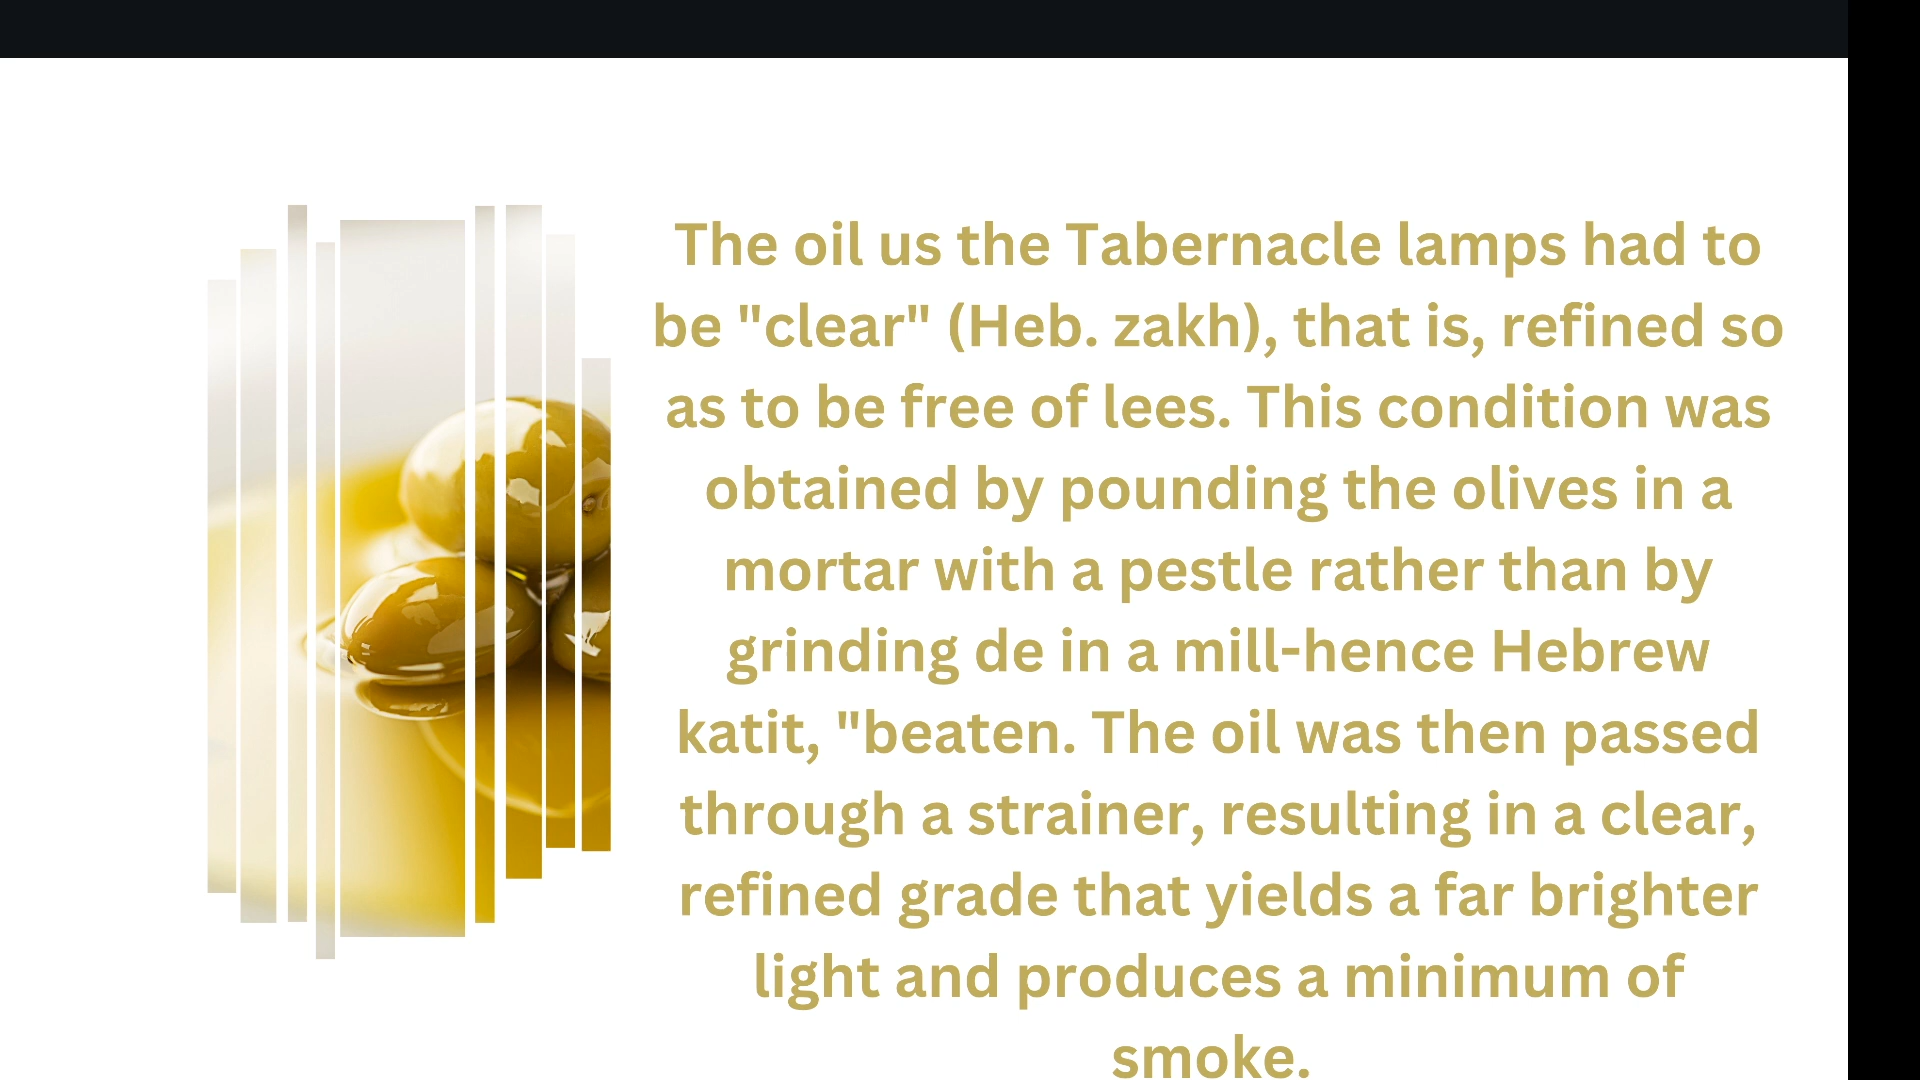 The oil us the Tabernacle lamps had to
be "clear" (Heb. zakh), that is, refined so
as to be free of lees. This condition was
obtained by pounding the olives in a
mortar with a pestle rather than by
grinding de in a mill-hence Hebrew
katit, "beaten. The oil was then passed
through a strainer, resulting in a clear,
refined grade that yields a far brighter
light and produces a minimum of
smoke.